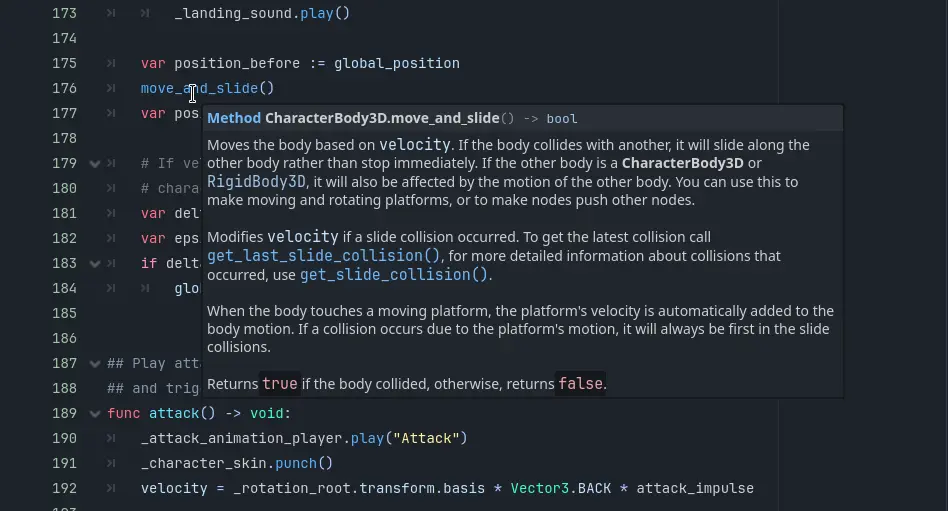 173 _landing_sound.play()
174
175 var position_before := global_position
176 move_and_slide()
177 var pos
Method CharacterBody3D.move_and_slide() -> bool
Moves the body based on velocity. If the body collides with another, it will slide along the
other body rather than stop immediately. If the other body is a CharacterBody3D or
RigidBody3D, it will also be affected by the motion of the other body. You can use this to
make moving and rotating platforms, or to make nodes push other nodes.
Modifies velocity if a slide collision occurred. To get the latest collision call
get_last_slide_collision(), for more detailed information about collisions that
occurred, use get_slide_collision().
When the body touches a moving platform, the platform's velocity is automatically added to the
body motion. If a collision occurs due to the platform's motion, it will always be first in the slide
collisions.
Returns true if the body collided, otherwise, returns false.
178
179 # If vel
180 # chara
181 var delt
182 var eps
183 if delt
184 glo
185
186
187 ## Play att
188 ## and trig
189 func attack() -> void:
190 _attack_animation_player.play("Attack")
191 _character_skin.punch()
192 velocity = _rotation_root.transform.basis * Vector3.BACK * attack_impulse